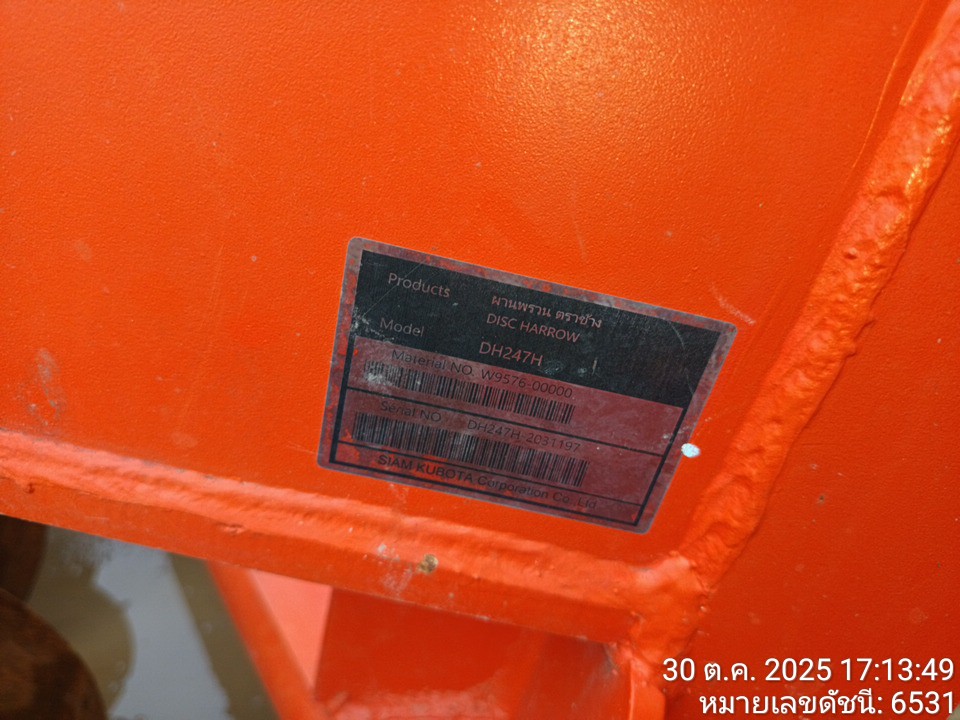 Products ผานพรวน ตราช้าง
DISC HARROW
Model DH247H
Material NO. W9576-00000
Serial NO. DH247H-2031197
SIAM KUBOTA Corporation Co.,Ltd.
30 ต.ค. 2025 17:13:49
หมายเลขดัชนี: 6531